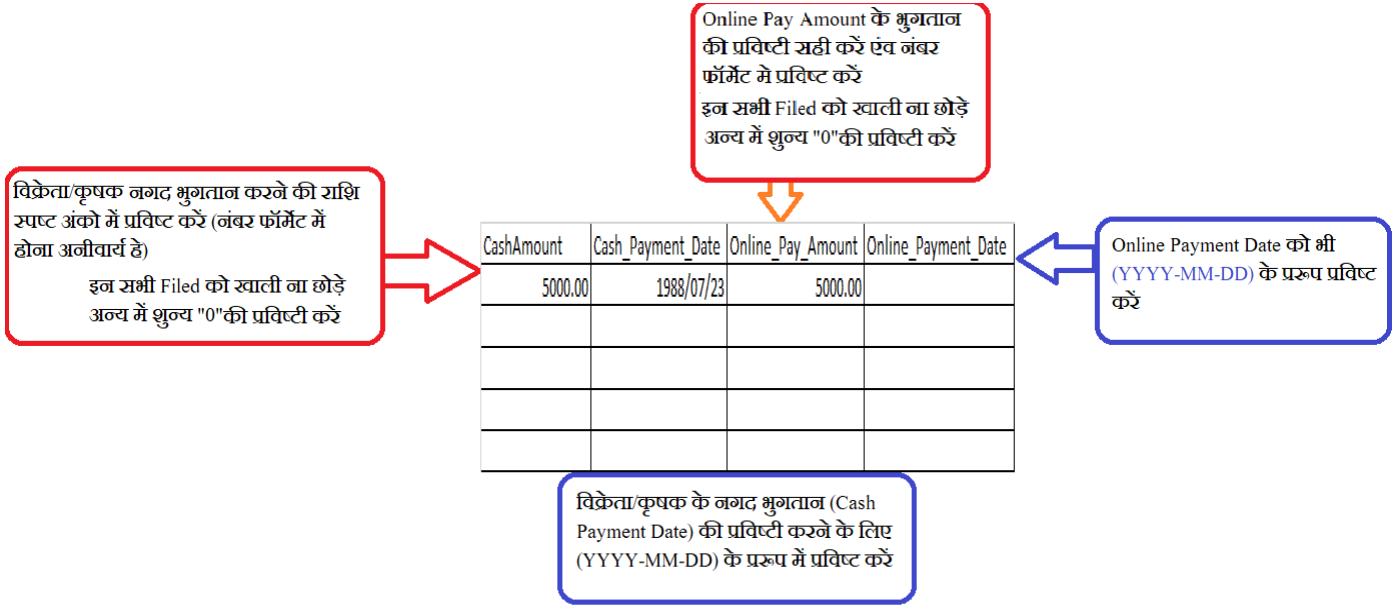 Online Pay Amount के भुगतान
की प्रविष्टी सही करें एंव नंबर
फॉर्मेट मे प्रविष्ट करें
इन सभी Filed को खाली ना छोड़े
अन्य में शुन्य "0"की प्रविष्टी करें
विक्रेता/कृषक नगद भुगतान करने की राशि
स्पष्ट अंको में प्रविष्ट करें (नंबर फॉर्मेट में
होना अनीवार्य हे)
इन सभी Filed को खाली ना छोड़े
अन्य में शुन्य "0"की प्रविष्टी करें
CashAmount Cash_Payment_Date Online_Pay_Amount Online_Payment_Date
5000.00 1988/07/23 5000.00
Online Payment Date को भी
(YYYY-MM-DD) के प्ररूप प्रविष्ट
करें
विक्रेता/कृषक के नगद भुगतान (Cash
Payment Date) की प्रविष्टी करने के लिए
(YYYY-MM-DD) के प्ररूप में प्रविष्ट करें